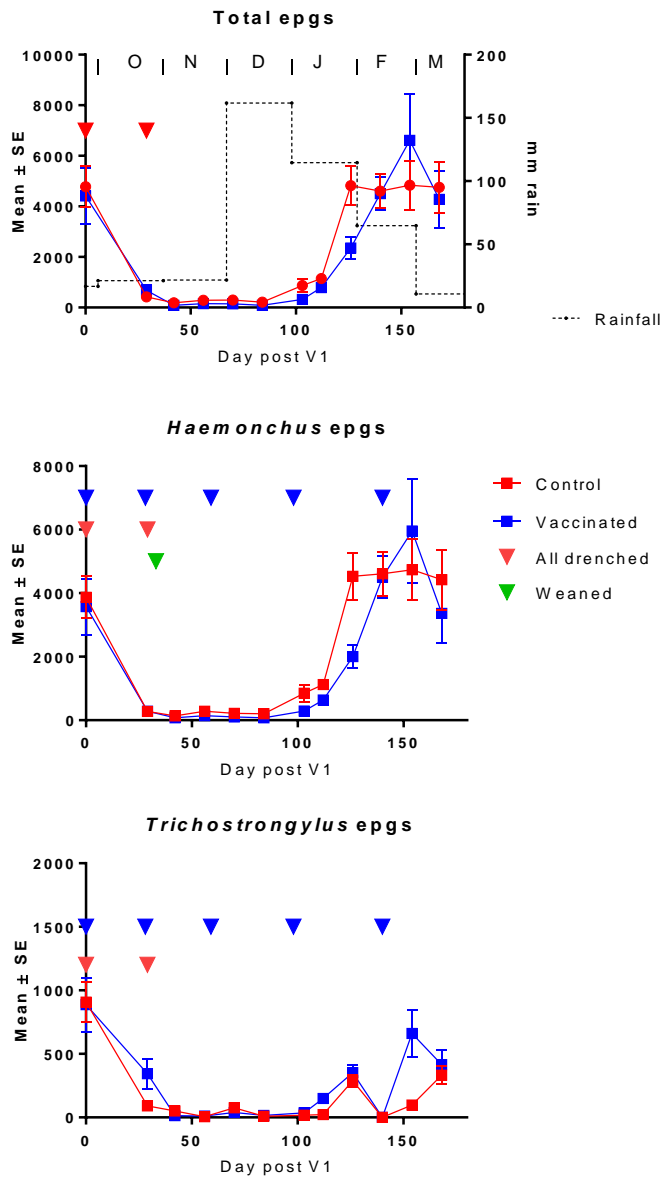 Total epgs
10000
8000
6000
4000
2000
0
Mean ± SE
O N D J F M
200
150
100
50
0
mm rain
0 50 100 150
Day post V1
Rainfall
Haemonchus epgs
8000
6000
4000
2000
0
Mean ± SE
0 50 100 150
Day post V1
Control
Vaccinated
All drenched
Weaned
Trichostrongylus epgs
2000
1500
1000
500
0
Mean ± SE
0 50 100 150
Day post V1